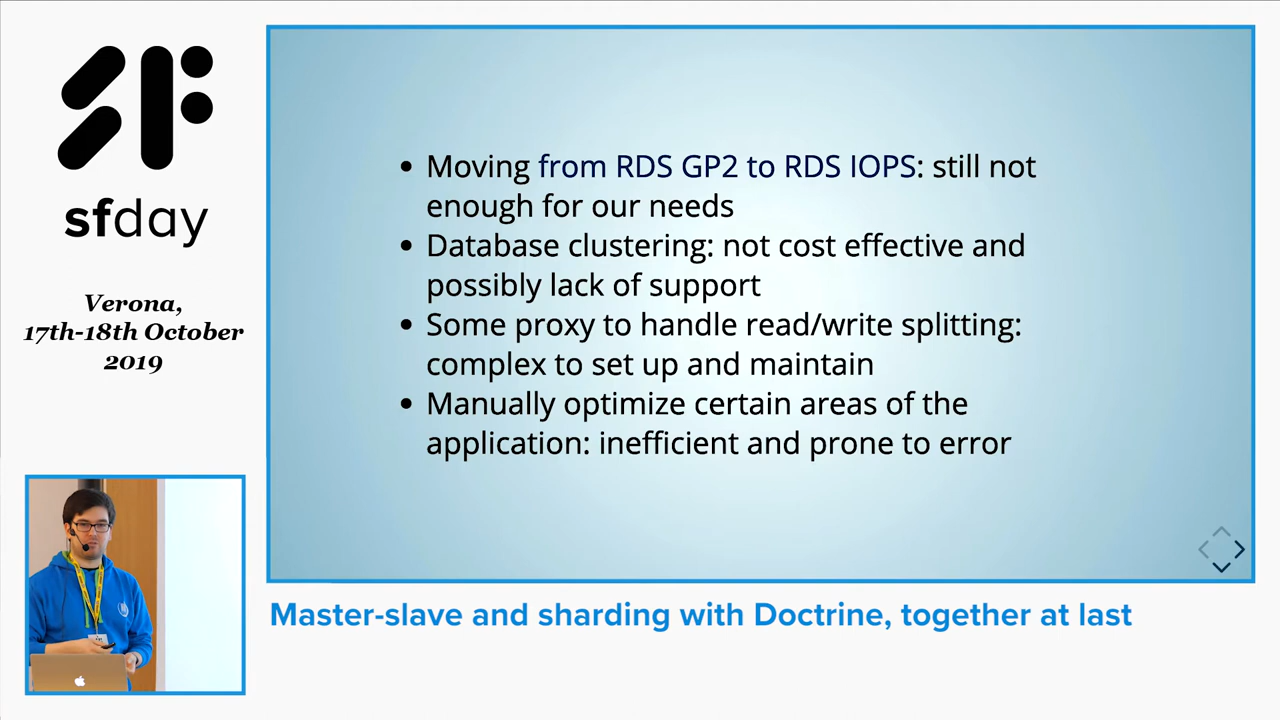 sfday
Verona,
17th-18th October
2019
• Moving from RDS GP2 to RDS IOPS: still not
enough for our needs
• Database clustering: not cost effective and
possibly lack of support
• Some proxy to handle read/write splitting:
complex to set up and maintain
• Manually optimize certain areas of the
application: inefficient and prone to error
Master-slave and sharding with Doctrine, together at last